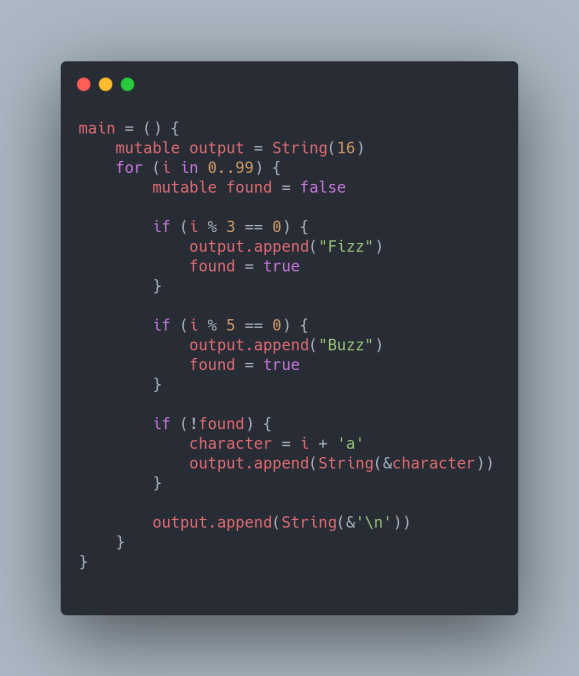 main = () {
    mutable output = String(16)
    for (i in 0..99) {
        mutable found = false

        if (i % 3 == 0) {
            output.append("Fizz")
            found = true
        }

        if (i % 5 == 0) {
            output.append("Buzz")
            found = true
        }

        if (!found) {
            character = i + 'a'
            output.append(String(&character))
        }

        output.append(String(&'\n'))
    }
}